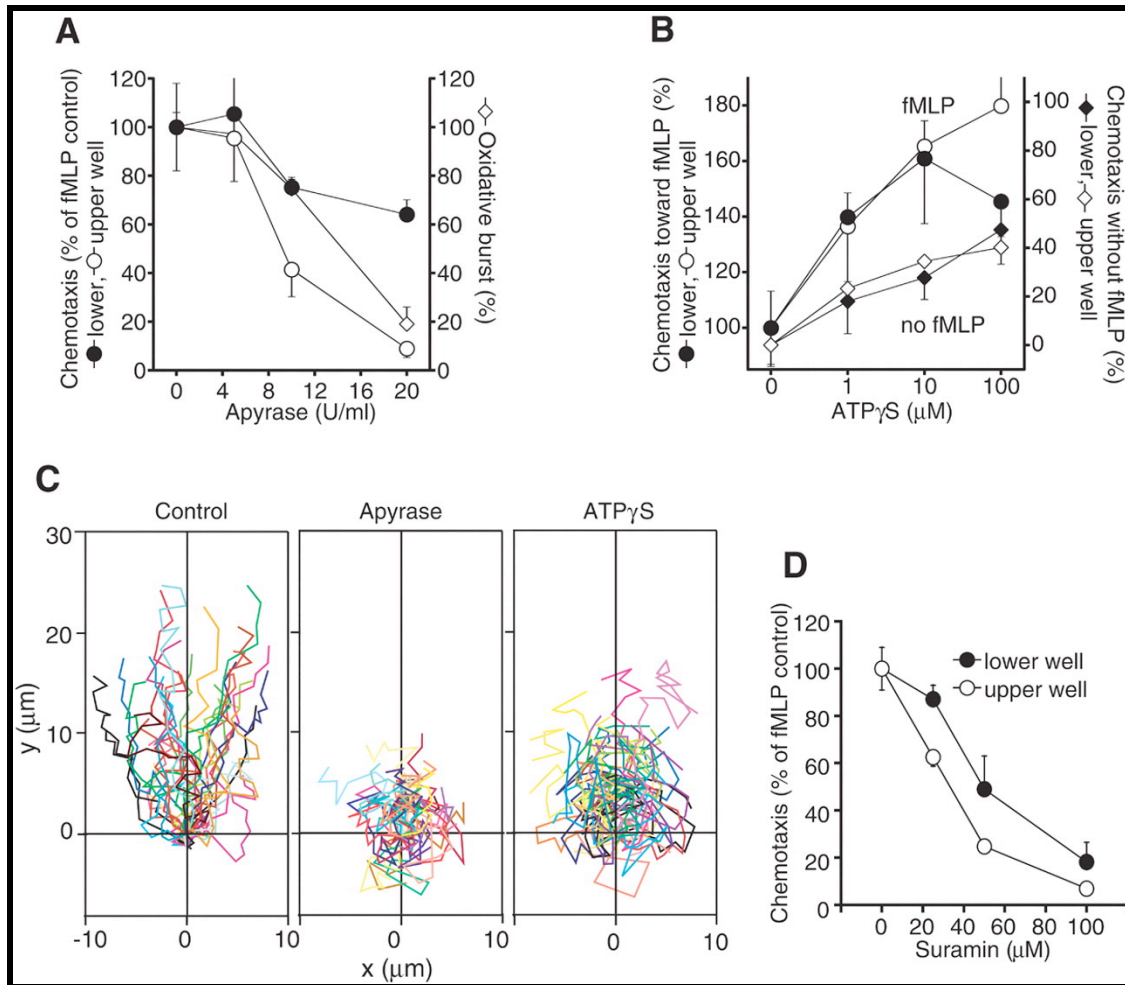 A
Chemotaxis (% of fMLP control)
●lower, ○upper well
120
100
80
60
40
20
0
0 4 8 12 16 20
Apyrase (U/ml)
120
100
80
60
40
20
0
◇ Oxidative burst (%)
B
Chemotaxis toward fMLP (%)
●lower, ○upper well
180
160
140
120
100
fMLP
no fMLP
0 1 10 100
ATPγS (μM)
100
80
60
40
20
0
◆lower, ◇upper well
Chemotaxis without fMLP (%)
C
Control Apyrase ATPγS
y (μm)
30
20
10
0
-10 0 10 0 10 0 10
x (μm)
D
Chemotaxis (% of fMLP control)
120
100
80
60
40
20
0
● lower well
○ upper well
0 20 40 60 80 100
Suramin (μM)